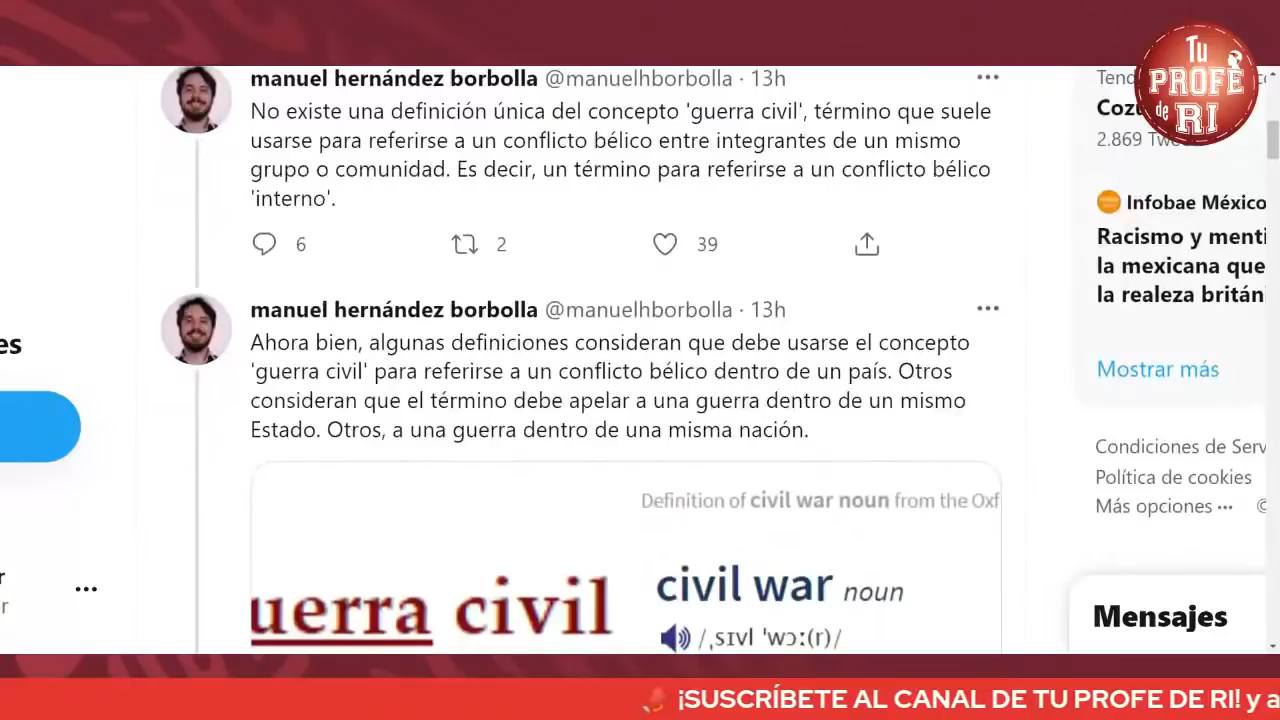 Tu
PROFE
de RI
manuel hernández borbolla @manuelhborbolla · 13h
No existe una definición única del concepto 'guerra civil', término que suele
usarse para referirse a un conflicto bélico entre integrantes de un mismo
grupo o comunidad. Es decir, un término para referirse a un conflicto bélico
'interno'.
6 2 39
manuel hernández borbolla @manuelhborbolla · 13h
Ahora bien, algunas definiciones consideran que debe usarse el concepto
'guerra civil' para referirse a un conflicto bélico dentro de un país. Otros
consideran que el término debe apelar a una guerra dentro de un mismo
Estado. Otros, a una guerra dentro de una misma nación.
Definition of civil war noun from the Oxf
uerra civil
civil war noun
/ˌsɪvl ˈwɔː(r)/
es
r
r
Tend
Cozu
2.869 Twe
Infobae México
Racismo y menti
la mexicana que
la realeza britán
Mostrar más
Condiciones de Serv
Política de cookies
Más opciones ··· ©
Mensajes
¡SUSCRÍBETE AL CANAL DE TU PROFE DE RI! y a